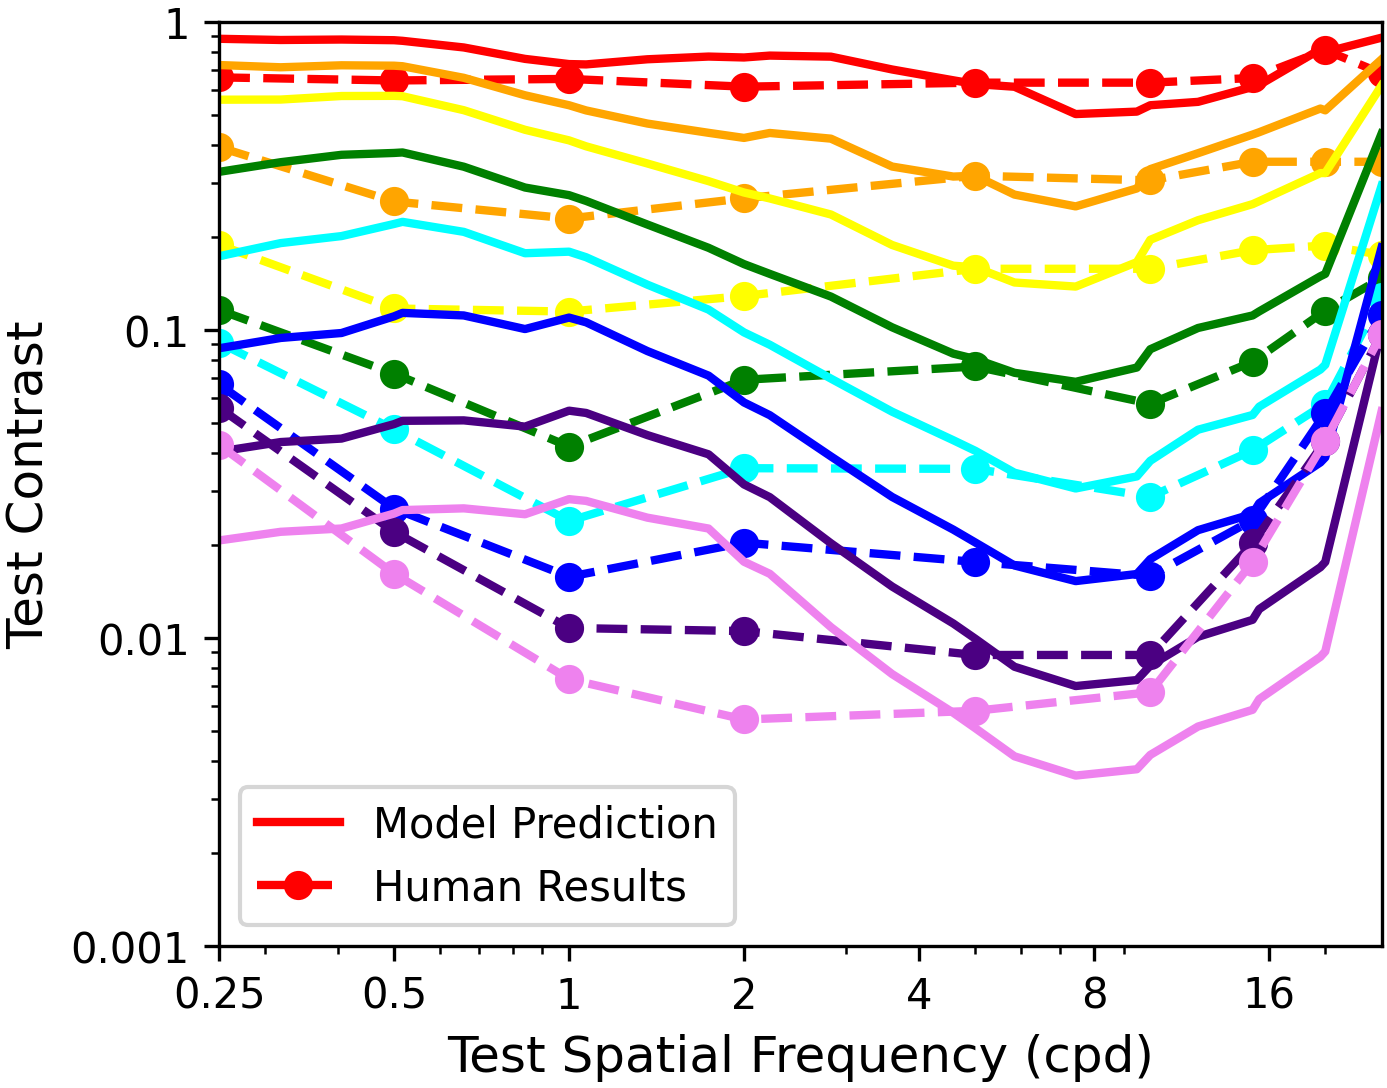 1
0.1
0.01
0.001
Test Contrast
Model Prediction
Human Results
0.25 0.5 1 2 4 8 16
Test Spatial Frequency (cpd)